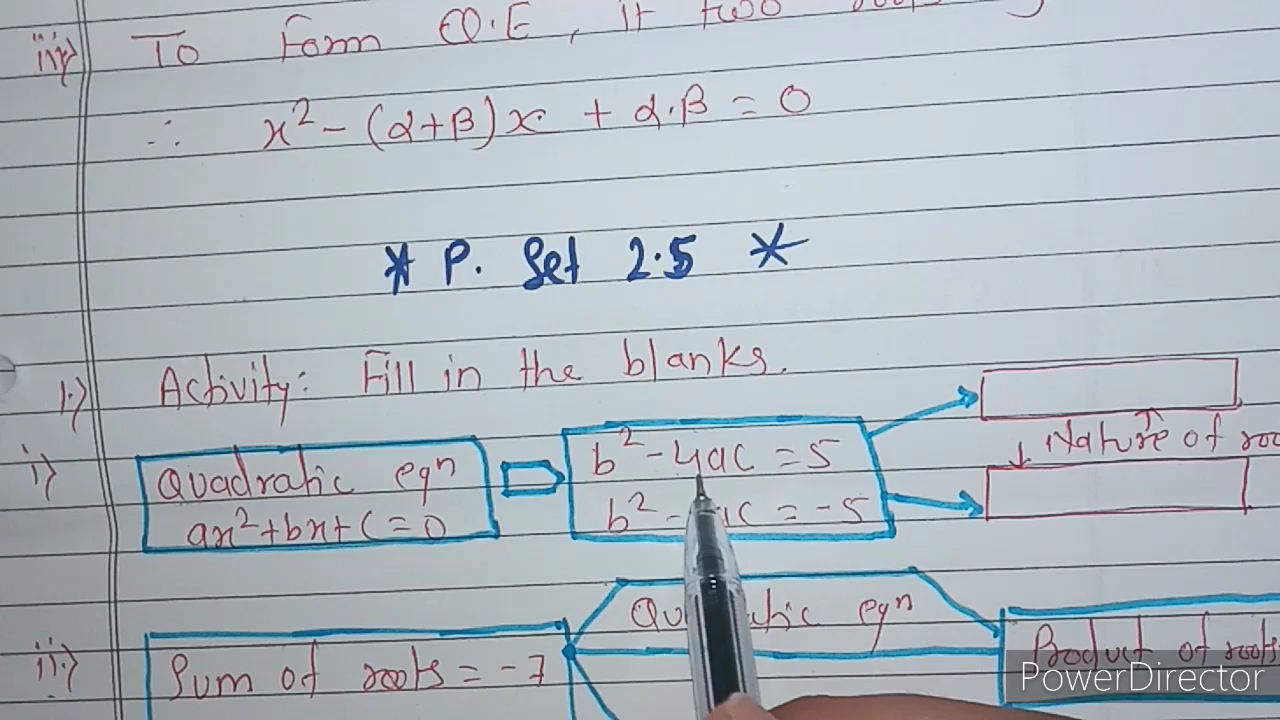 iii) To Form Q.E, if two
∴ x² - (α+β)x + α.β = 0
* P. Set 2.5 *
1.) Activity: Fill in the blanks.
i) Quadratic eqn
ax²+bx+c=0
b²-4ac = 5
b²-4ac = -5
↓ Nature of
ii.) Sum of roots = -7
Quadratic eqn
Product of roots
PowerDirector